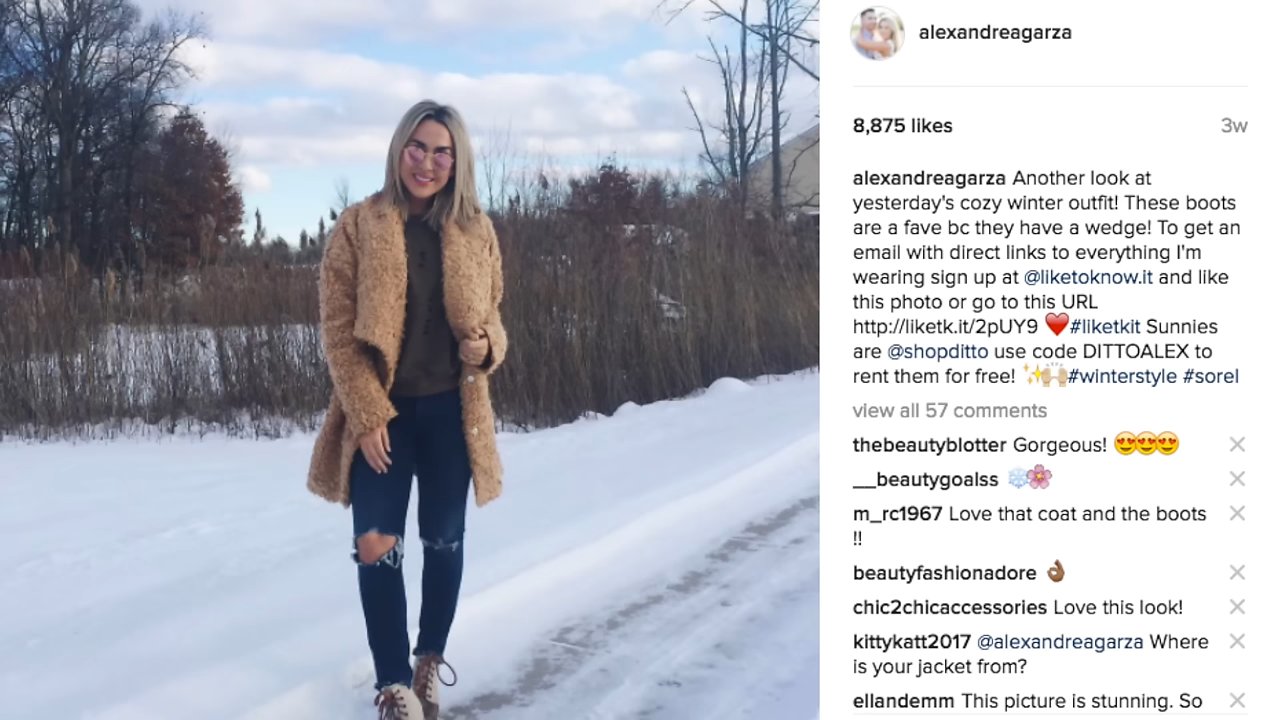 alexandreagarza
8,875 likes
3w
alexandreagarza Another look at
yesterday's cozy winter outfit! These boots
are a fave bc they have a wedge! To get an
email with direct links to everything I'm
wearing sign up at @liketoknow.it and like
this photo or go to this URL
http://liketk.it/2pUY9 ❤️#liketkit Sunnies
are @shopditto use code DITTOALEX to
rent them for free! ✨🙌🏼#winterstyle #sorel
view all 57 comments
thebeautyblotter Gorgeous! 😍😍😍
__beautygoalss ❄️🌸
m_rc1967 Love that coat and the boots
!!
beautyfashionadore 👌🏾
chic2chicaccessories Love this look!
kittykatt2017 @alexandreagarza Where
is your jacket from?
ellandemm This picture is stunning. So